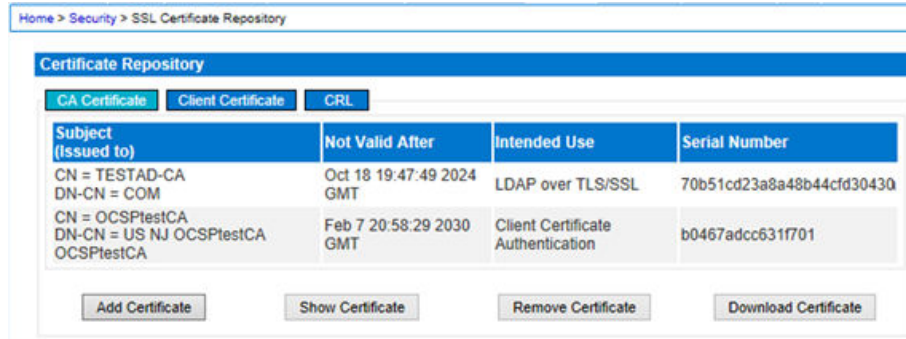 Home > Security > SSL Certificate Repository
Certificate Repository
CA Certificate Client Certificate CRL
Subject
(Issued to) Not Valid After Intended Use Serial Number
CN = TESTAD-CA
DN-CN = COM Oct 18 19:47:49 2024
GMT LDAP over TLS/SSL 70b51cd23a8a48b44cfd30430
CN = OCSPtestCA
DN-CN = US NJ OCSPtestCA
OCSPtestCA Feb 7 20:58:29 2030
GMT Client Certificate
Authentication b0467adcc631f701
Add Certificate Show Certificate Remove Certificate Download Certificate